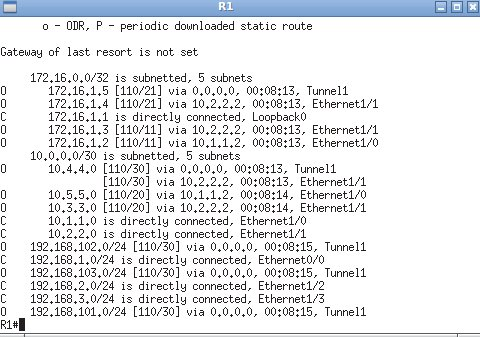 R1
o - ODR, P - periodic downloaded static route
Gateway of last resort is not set
172.16.0.0/32 is subnetted, 5 subnets
O 172.16.1.5 [110/21] via 0.0.0.0, 00:08:13, Tunnel1
O 172.16.1.4 [110/21] via 10.2.2.2, 00:08:13, Ethernet1/1
C 172.16.1.1 is directly connected, Loopback0
O 172.16.1.3 [110/11] via 10.2.2.2, 00:08:13, Ethernet1/1
O 172.16.1.2 [110/11] via 10.1.1.2, 00:08:13, Ethernet1/0
10.0.0.0/30 is subnetted, 5 subnets
O 10.4.4.0 [110/30] via 0.0.0.0, 00:08:13, Tunnel1
[110/30] via 10.2.2.2, 00:08:13, Ethernet1/1
O 10.5.5.0 [110/20] via 10.1.1.2, 00:08:14, Ethernet1/0
O 10.3.3.0 [110/20] via 10.2.2.2, 00:08:14, Ethernet1/1
C 10.1.1.0 is directly connected, Ethernet1/0
C 10.2.2.0 is directly connected, Ethernet1/1
O 192.168.102.0/24 [110/30] via 0.0.0.0, 00:08:15, Tunnel1
C 192.168.1.0/24 is directly connected, Ethernet0/0
O 192.168.103.0/24 [110/30] via 0.0.0.0, 00:08:15, Tunnel1
C 192.168.2.0/24 is directly connected, Ethernet1/2
C 192.168.3.0/24 is directly connected, Ethernet1/3
O 192.168.101.0/24 [110/30] via 0.0.0.0, 00:08:15, Tunnel1
R1#